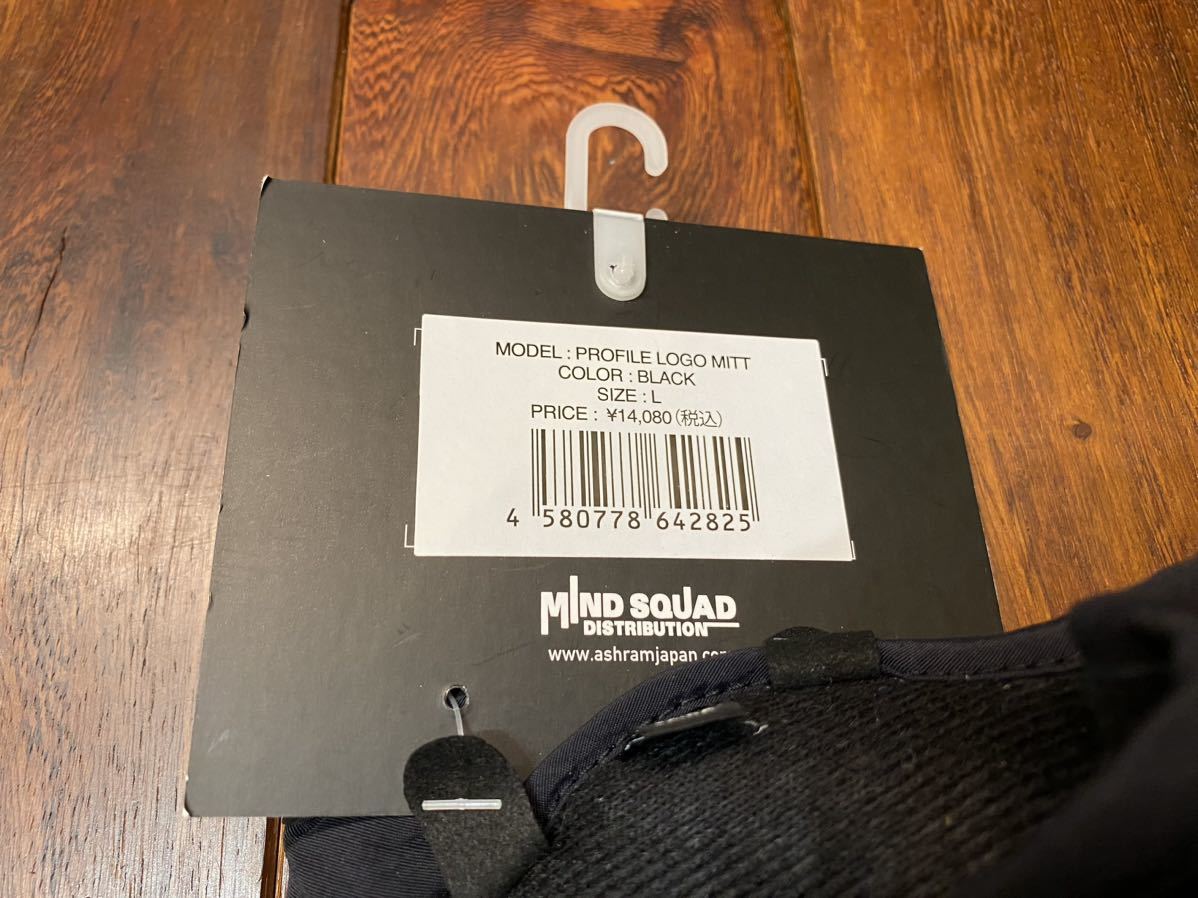 MODEL : PROFILE LOGO MITT
COLOR : BLACK
SIZE : L
PRICE : ¥14,080(税込)
4 580778 642825
MIND SQUAD
DISTRIBUTION
www.ashramjapan.co